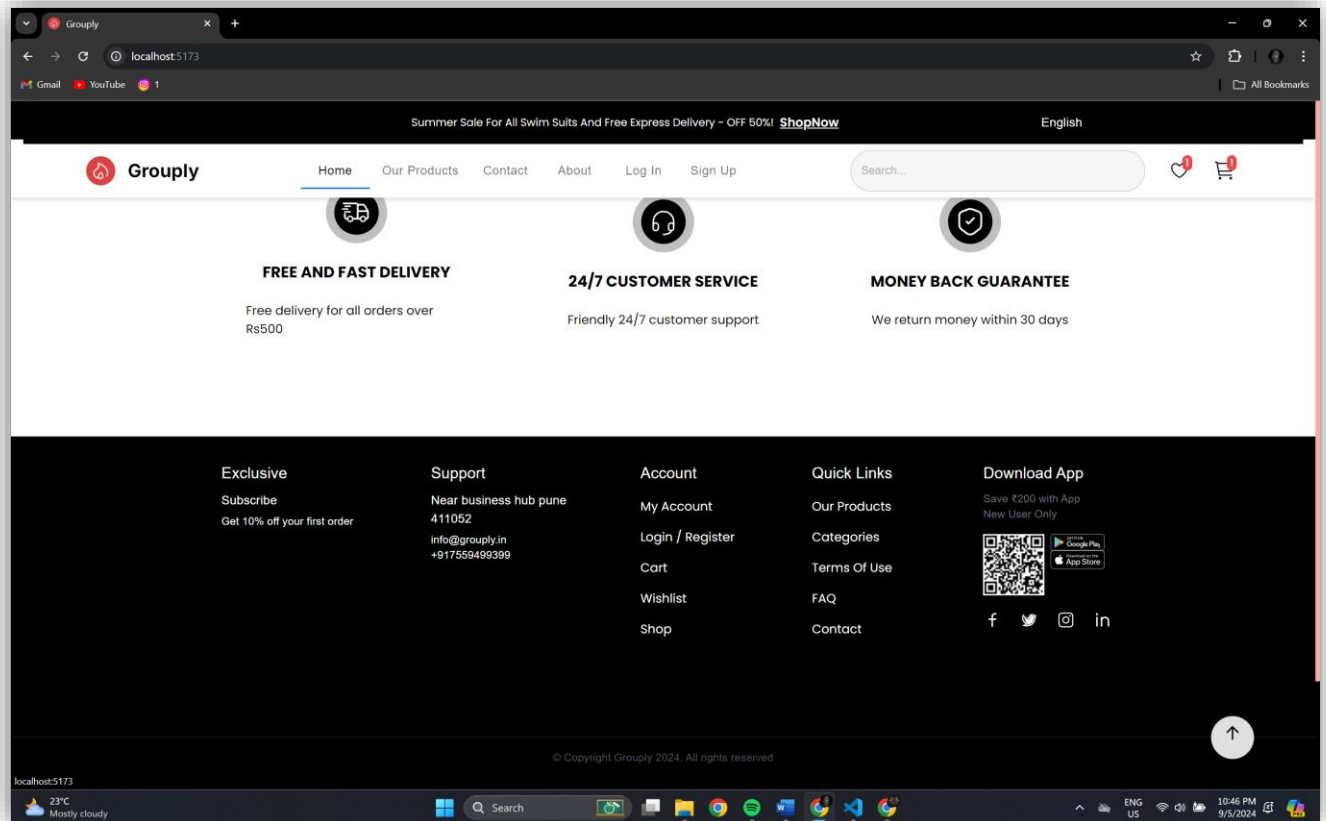 Grouply
localhost:5173
Gmail
YouTube
1
All Bookmarks
Summer Sale For All Swim Suits And Free Express Delivery - OFF 50%! ShopNow
English
Grouply
Home
Our Products
Contact
About
Log In
Sign Up
Search...
FREE AND FAST DELIVERY
Free delivery for all orders over
Rs500
24/7 CUSTOMER SERVICE
Friendly 24/7 customer support
MONEY BACK GUARANTEE
We return money within 30 days
Exclusive
Subscribe
Get 10% off your first order
Support
Near business hub pune
411052
info@grouply.in
+917559499399
Account
My Account
Login / Register
Cart
Wishlist
Shop
Quick Links
Our Products
Categories
Terms Of Use
FAQ
Contact
Download App
Save ₹200 with App
New User Only
GET IT ON
Google Play
Download on the
App Store
© Copyright Grouply 2024. All rights reserved
localhost:5173
23°C
Mostly cloudy
Search
ENG
US
10:46 PM
9/5/2024